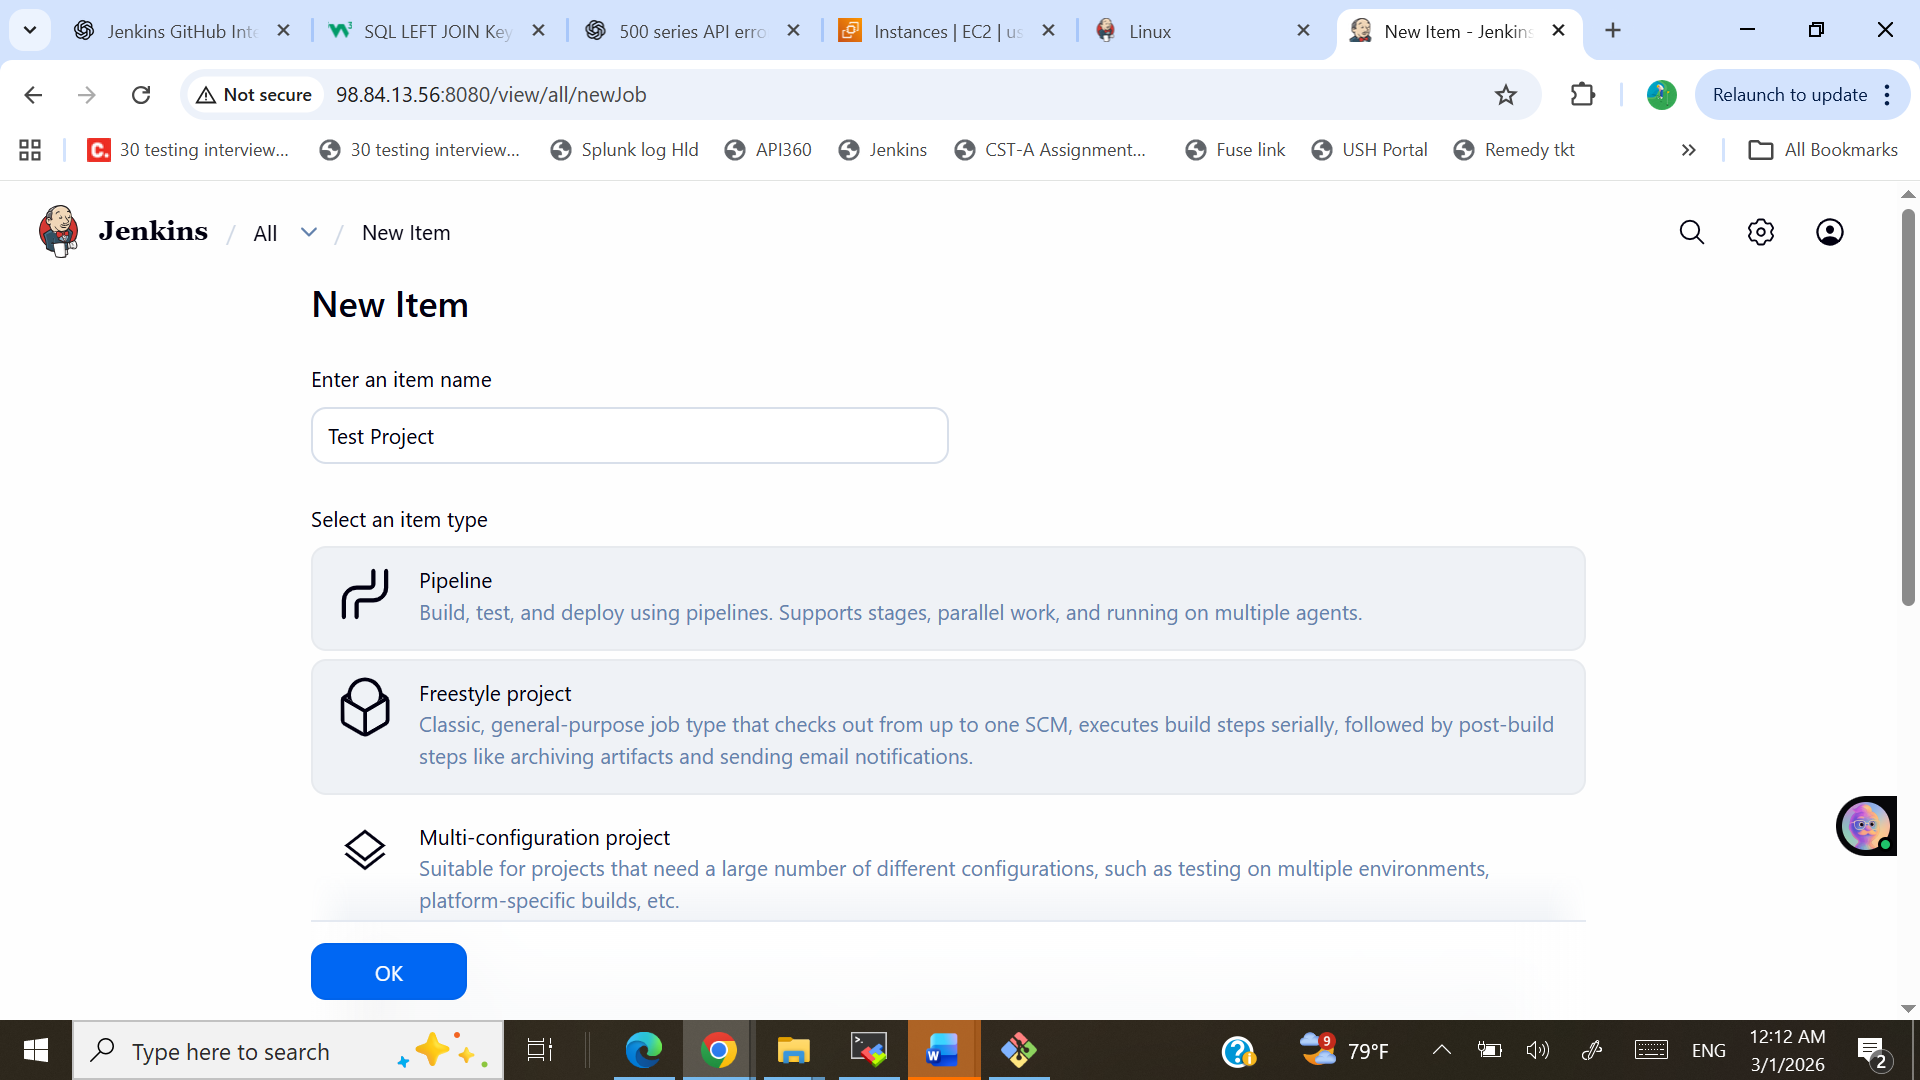 Jenkins GitHub Inte
SQL LEFT JOIN Key
500 series API erro
Instances | EC2 | us
Linux
New Item - Jenkins
Not secure
98.84.13.56:8080/view/all/newJob
Relaunch to update
C.
30 testing interview...
30 testing interview...
Splunk log Hld
API360
Jenkins
CST-A Assignment...
Fuse link
USH Portal
Remedy tkt
»
All Bookmarks
Jenkins / All / New Item
New Item
Enter an item name
Test Project
Select an item type
Pipeline
Build, test, and deploy using pipelines. Supports stages, parallel work, and running on multiple agents.
Freestyle project
Classic, general-purpose job type that checks out from up to one SCM, executes build steps serially, followed by post-build
steps like archiving artifacts and sending email notifications.
Multi-configuration project
Suitable for projects that need a large number of different configurations, such as testing on multiple environments,
platform-specific builds, etc.
OK
Type here to search
9
79°F
ENG
12:12 AM
3/1/2026
2